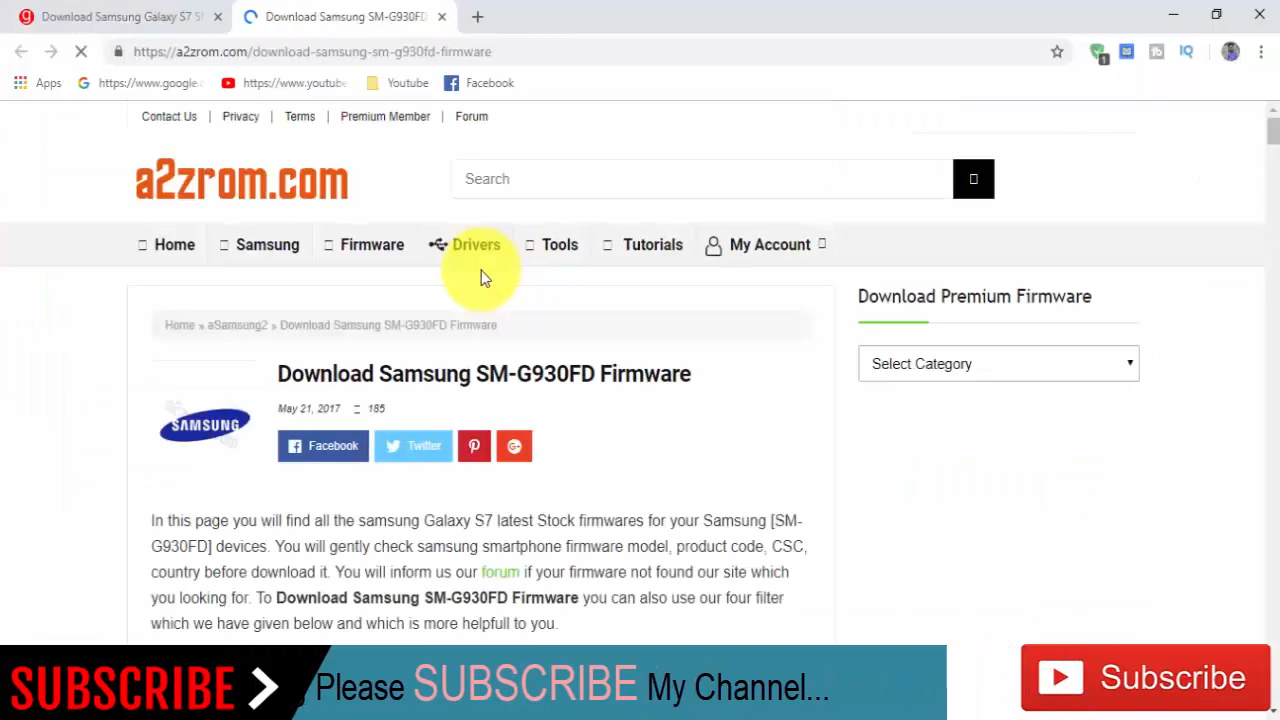 Download Samsung Galaxy S7 S
Download Samsung SM-G930FD
https://a2zrom.com/download-samsung-sm-g930fd-firmware
Apps https://www.google. https://www.youtube Youtube Facebook
Contact Us | Privacy | Terms | Premium Member | Forum
a2zrom.com
Search
Home Samsung Firmware Drivers Tools Tutorials My Account
Home » aSamsung2 » Download Samsung SM-G930FD Firmware
Download Premium Firmware
Select Category
Download Samsung SM-G930FD Firmware
May 21, 2017 185
SAMSUNG
Facebook Twitter
In this page you will find all the samsung Galaxy S7 latest Stock firmwares for your Samsung [SM-
G930FD] devices. You will gently check samsung smartphone firmware model, product code, CSC,
country before download it. You will inform us our forum if your firmware not found our site which
you looking for. To Download Samsung SM-G930FD Firmware you can also use our four filter
which we have given below and which is more helpfull to you.
SUBSCRIBE
Please SUBSCRIBE My Channel...
Subscribe